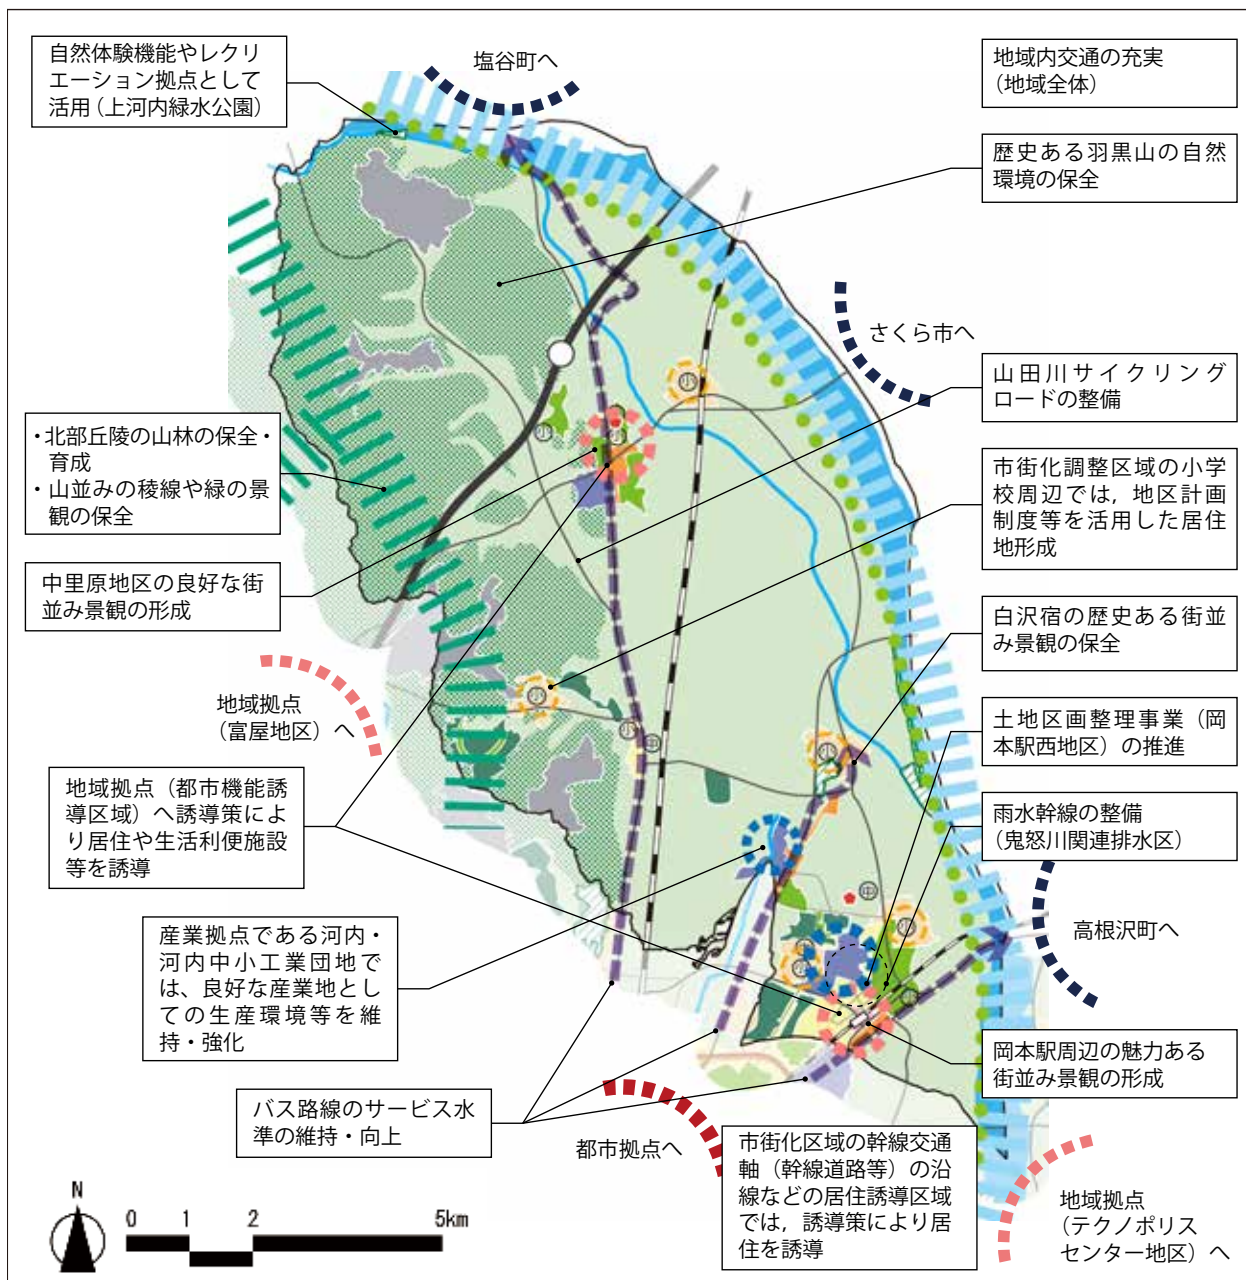 自然体験機能やレクリ
エーション拠点として
活用（上河内緑水公園）
塩谷町へ
地域内交通の充実
（地域全体）
歴史ある羽黒山の自然
環境の保全
さくら市へ
山田川サイクリング
ロードの整備
・北部丘陵の山林の保全・
育成
・山並みの稜線や緑の景
観の保全
市街化調整区域の小学
校周辺では，地区計画
制度等を活用した居住
地形成
中里原地区の良好な街
並み景観の形成
白沢宿の歴史ある街並
み景観の保全
地域拠点
（富屋地区）へ
土地区画整理事業（岡
本駅西地区）の推進
地域拠点（都市機能誘
導区域）へ誘導策によ
り居住や生活利便施設
等を誘導
雨水幹線の整備
（鬼怒川関連排水区）
高根沢町へ
産業拠点である河内・
河内中小工業団地で
は、良好な産業地とし
ての生産環境等を維
持・強化
岡本駅周辺の魅力ある
街並み景観の形成
バス路線のサービス水
準の維持・向上
都市拠点へ
市街化区域の幹線交通
軸（幹線道路等）の沿
線などの居住誘導区域
では，誘導策により居
住を誘導
地域拠点
（テクノポリス
センター地区）へ
小
小
小
小
小
中
小
中
N
0 1 2 5km